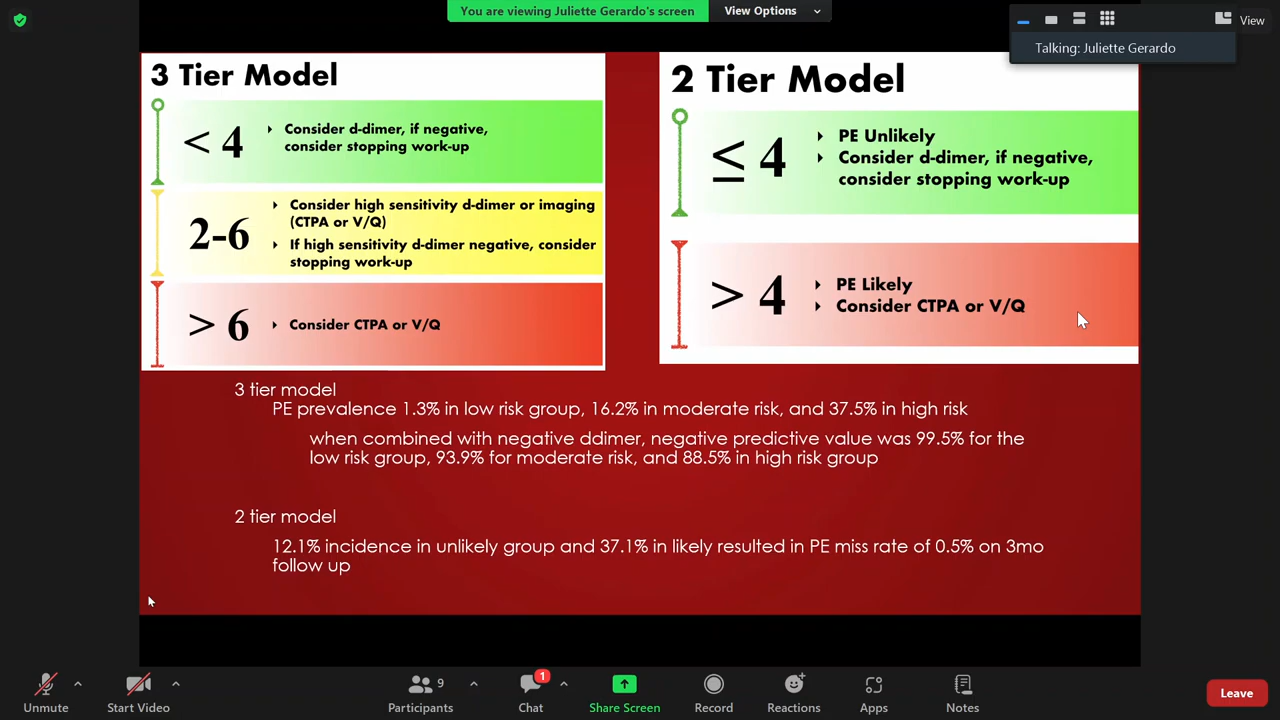 You are viewing Juliette Gerardo's screen
View Options
View
Talking: Juliette Gerardo
3 Tier Model
< 4
Consider d-dimer, if negative,
consider stopping work-up
2-6
Consider high sensitivity d-dimer or imaging
(CTPA or V/Q)
If high sensitivity d-dimer negative, consider
stopping work-up
> 6
Consider CTPA or V/Q
2 Tier Model
≤ 4
PE Unlikely
Consider d-dimer, if negative,
consider stopping work-up
> 4
PE Likely
Consider CTPA or V/Q
3 tier model
PE prevalence 1.3% in low risk group, 16.2% in moderate risk, and 37.5% in high risk
when combined with negative ddimer, negative predictive value was 99.5% for the
low risk group, 93.9% for moderate risk, and 88.5% in high risk group
2 tier model
12.1% incidence in unlikely group and 37.1% in likely resulted in PE miss rate of 0.5% on 3mo
follow up
Unmute
Start Video
9
Participants
1
Chat
Share Screen
Record
Reactions
Apps
Notes
Leave